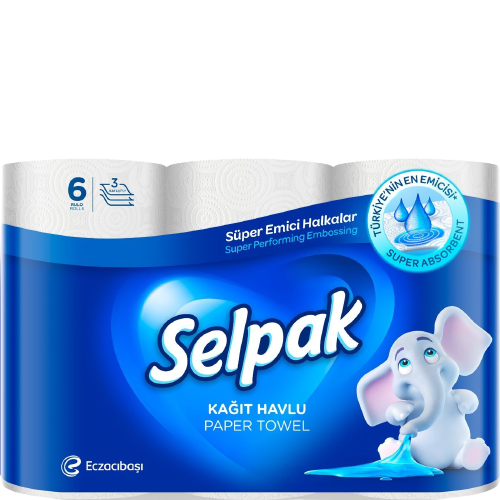 6
RULO
ROLLS
3
Süper Emici Halkalar
Super Performing Embossing
TÜRKİYE'NİN EN EMİCİSİ*
SUPER ABSORBENT
Selpak
KAĞIT HAVLU
PAPER TOWEL
Eczacıbaşı